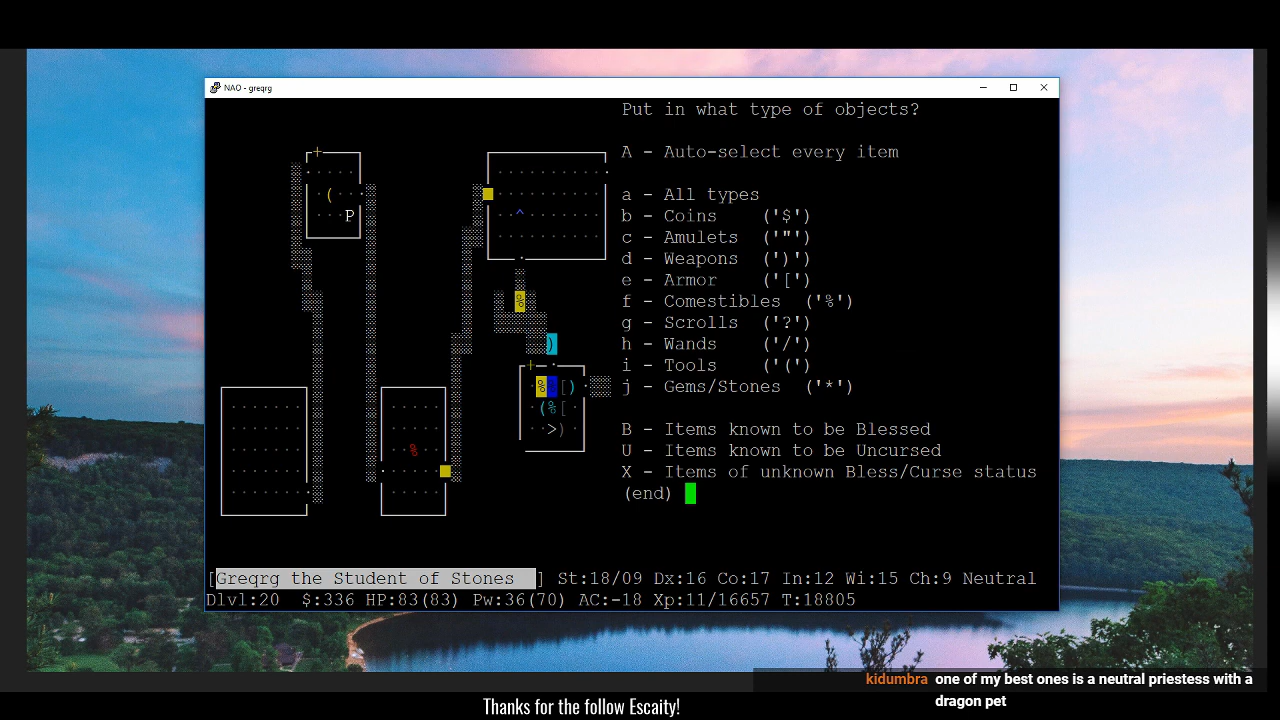 NAO - greqrg
Put in what type of objects?
A - Auto-select every item
a - All types
b - Coins ('$')
c - Amulets ('"')
d - Weapons (')')
e - Armor ('[')
f - Comestibles ('%')
g - Scrolls ('?')
h - Wands ('/')
i - Tools ('(')
j - Gems/Stones ('*')
B - Items known to be Blessed
U - Items known to be Uncursed
X - Items of unknown Bless/Curse status
(end)
[Greqrg the Student of Stones ] St:18/09 Dx:16 Co:17 In:12 Wi:15 Ch:9 Neutral
Dlvl:20 $:336 HP:83(83) Pw:36(70) AC:-18 Xp:11/16657 T:18805
kidumbra one of my best ones is a neutral priestess with a
dragon pet
Thanks for the follow Escaity!